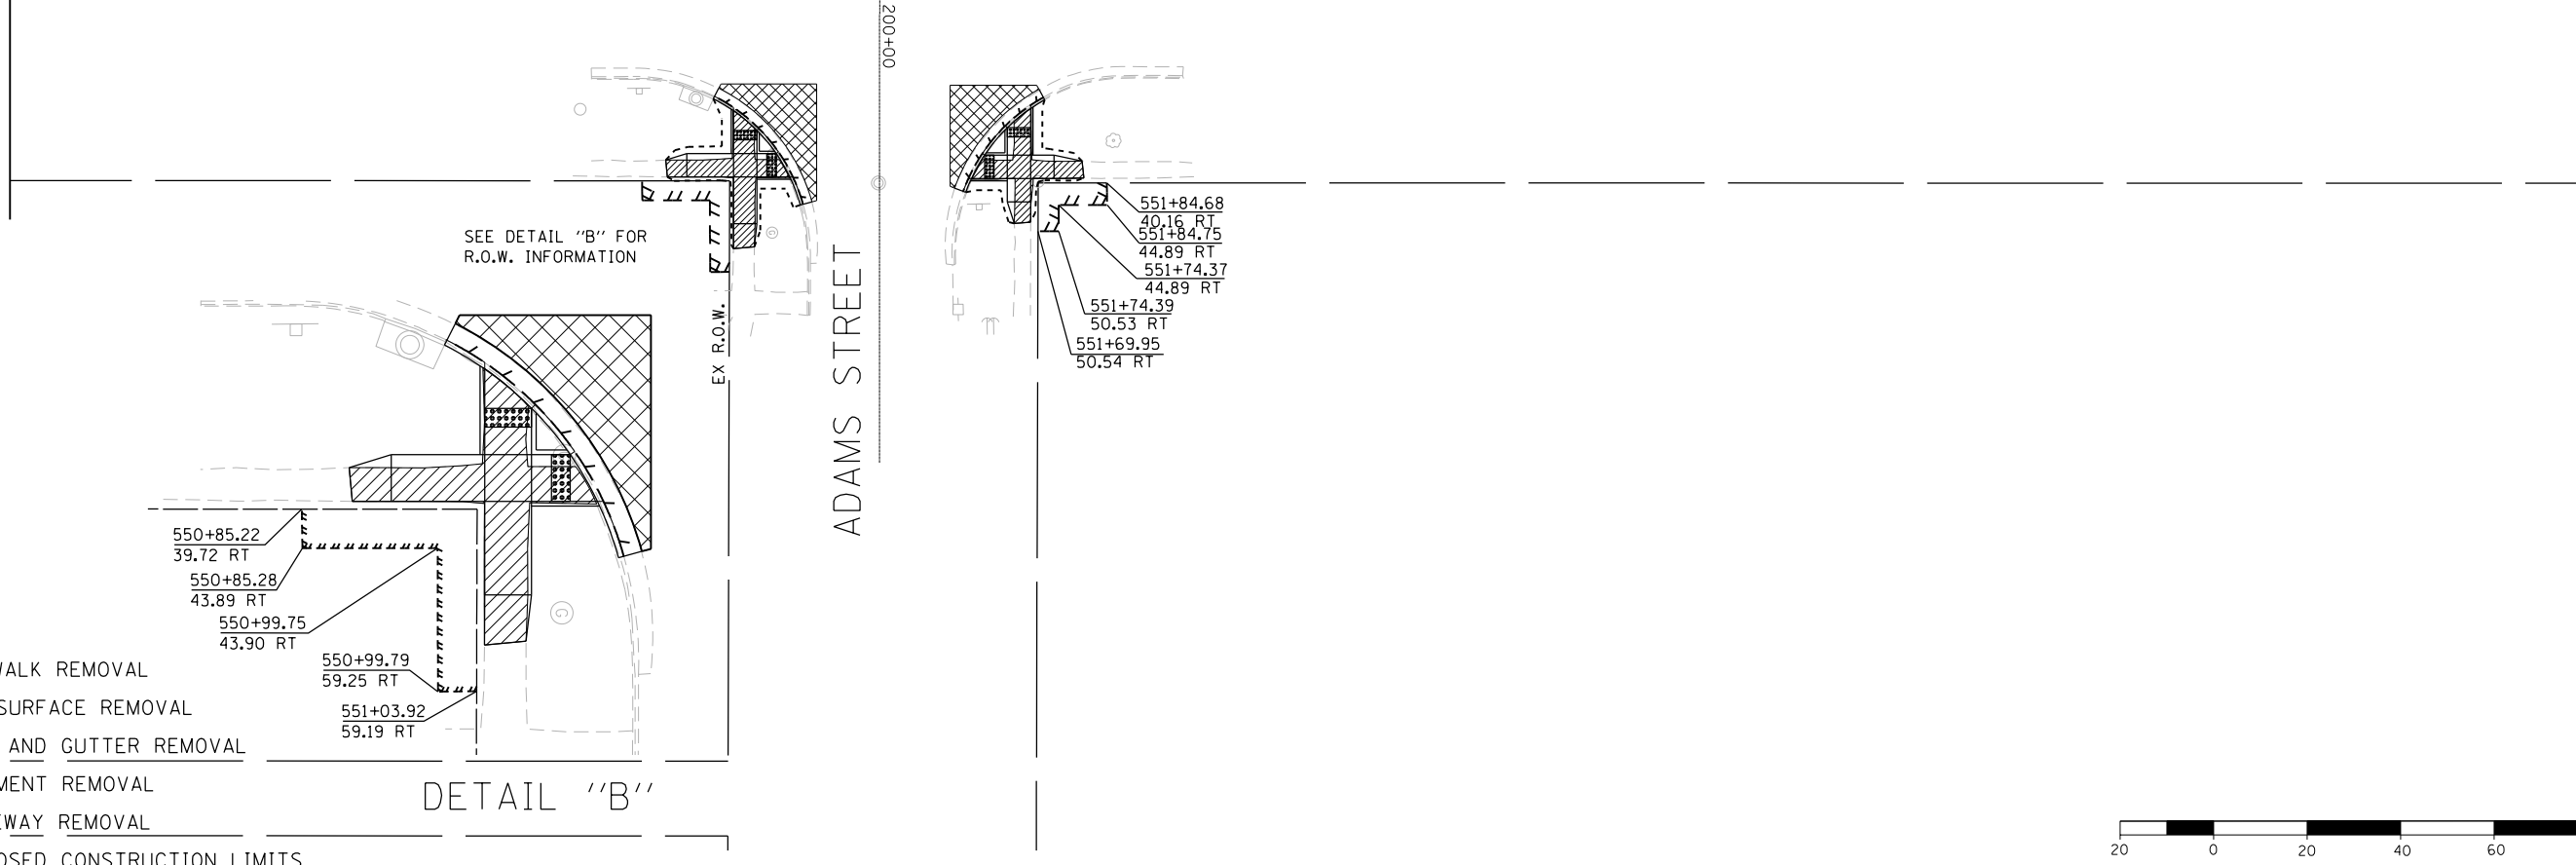 200+00
SEE DETAIL "B" FOR
R.O.W. INFORMATION
EX R.O.W.
ADAMS STREET
551+84.68
40.16 RT
551+84.75
44.89 RT
551+74.37
44.89 RT
551+74.39
50.53 RT
551+69.95
50.54 RT
550+85.22
39.72 RT
550+85.28
43.89 RT
550+99.75
43.90 RT
550+99.79
59.25 RT
551+03.92
59.19 RT
G
G
WALK REMOVAL
SURFACE REMOVAL
AND GUTTER REMOVAL
MENT REMOVAL
EWAY REMOVAL
OSED CONSTRUCTION LIMITS
DETAIL "B"
20 0 20 40 60